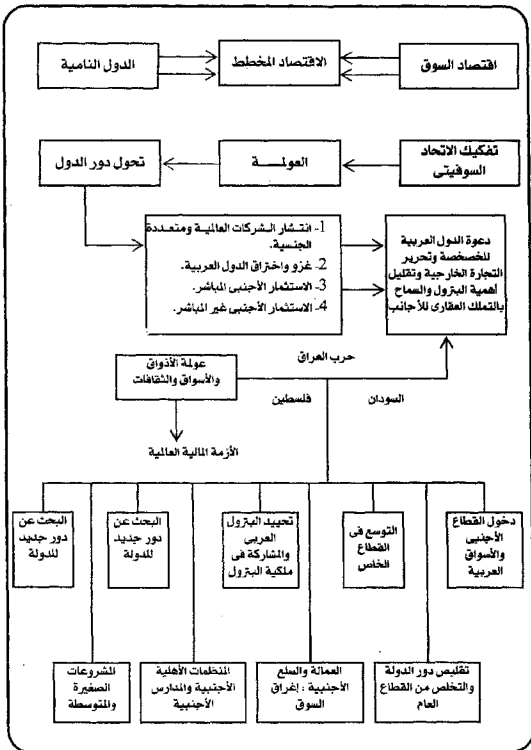 اقتصاد السوق
الاقتصاد المخطط
الدول النامية
تفكيك الاتحاد
السوفيتى
العولمـــة
تحول دور الدول
1- انتشار الشركات العالمية ومتعددة
الجنسية.
2- غزو واختراق الدول العربية.
3- الاستثمار الأجنبى المباشر.
4- الاستثمار الأجنبى غير المباشر.
دعوة الدول العربية
للخصخصة وتحرير
التجارة الخارجية وتقليل
أهمية البترول والسماح
بالتملك العقارى للأجانب
حرب العراق
عولمة الأذواق
والأسواق والثقافات
السودان
فلسطين
الأزمة المالية العالمية
دخول القطاع
الأجنبى
والأسواق
العربية
التوسع فى
القطاع
الخاص
تحييد البترول
العربى
والمشاركة فى
ملكية البترول
البحث عن
دور جديد
للدولة
البحث عن
دور جديد
للدولة
تقليص دور الدولة
والتخلص من القطاع
العام
العمالة والسلع
الأجنبية : إغراق
السوق
المنظمات الأهلية
الأجنبية والمدارس
الأجنبية
المشروعات
الصغيرة
والمتوسطة